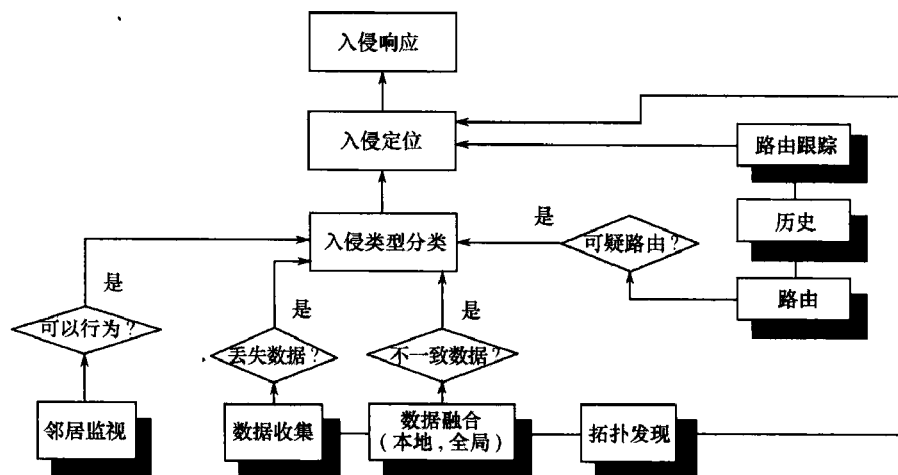 入侵响应
入侵定位
路由跟踪
历史
是
入侵类型分类
可疑路由？
是
路由
是
是
可以行为？
丢失数据？
不一致数据？
邻居监视
数据收集
数据融合
（本地，全局）
拓扑发现